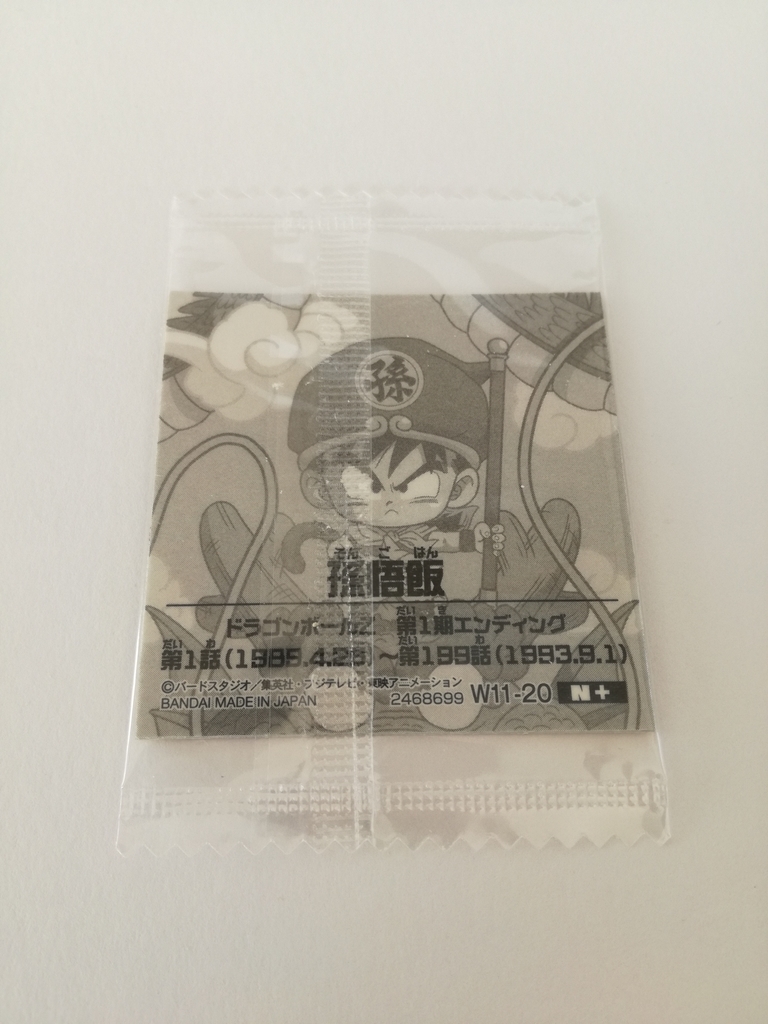 孫
そん ご はん
孫悟飯
だい き
ドラゴンボールZ 第1期エンディング
だい わ だい わ
第1話(1989.4.26)~第199話(1993.9.1)
©バードスタジオ/集英社・フジテレビ・東映アニメーション
BANDAI MADE IN JAPAN 2468699 W11-20 N+